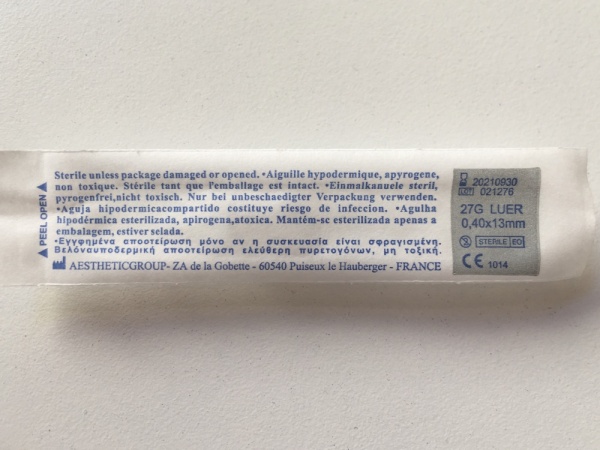 PEEL OPEN
Sterile unless package damaged or opened. •Aiguille hypodermique, apyrogene,
non toxique. Stérile tant que l'emballage est intact. •Einmalkanuele steril,
pyrogenfrei,nicht toxisch. Nur bei unbeschaedigter Verpackung verwenden.
•Aguja hipodermicacompartido costituye riesgo de infeccion. •Agulha
hipodérmica esterilizada, apirogena,atoxica. Mantém-se esterilizada apenas a
embalagem, estiver selada.
•Εγγυημένα αποστείρωση μόνο αν η συσκευασία είναι σφραγισμένη.
Βελόναυποδερμική αποστείρωση ελεύθερη πυρετογόνων, μη τοξική.
AESTHETICGROUP- ZA de la Gobette - 60540 Puiseux le Hauberger - FRANCE
20210930
LOT 021276
27G LUER
0,40x13mm
STERILE EO
CE 1014